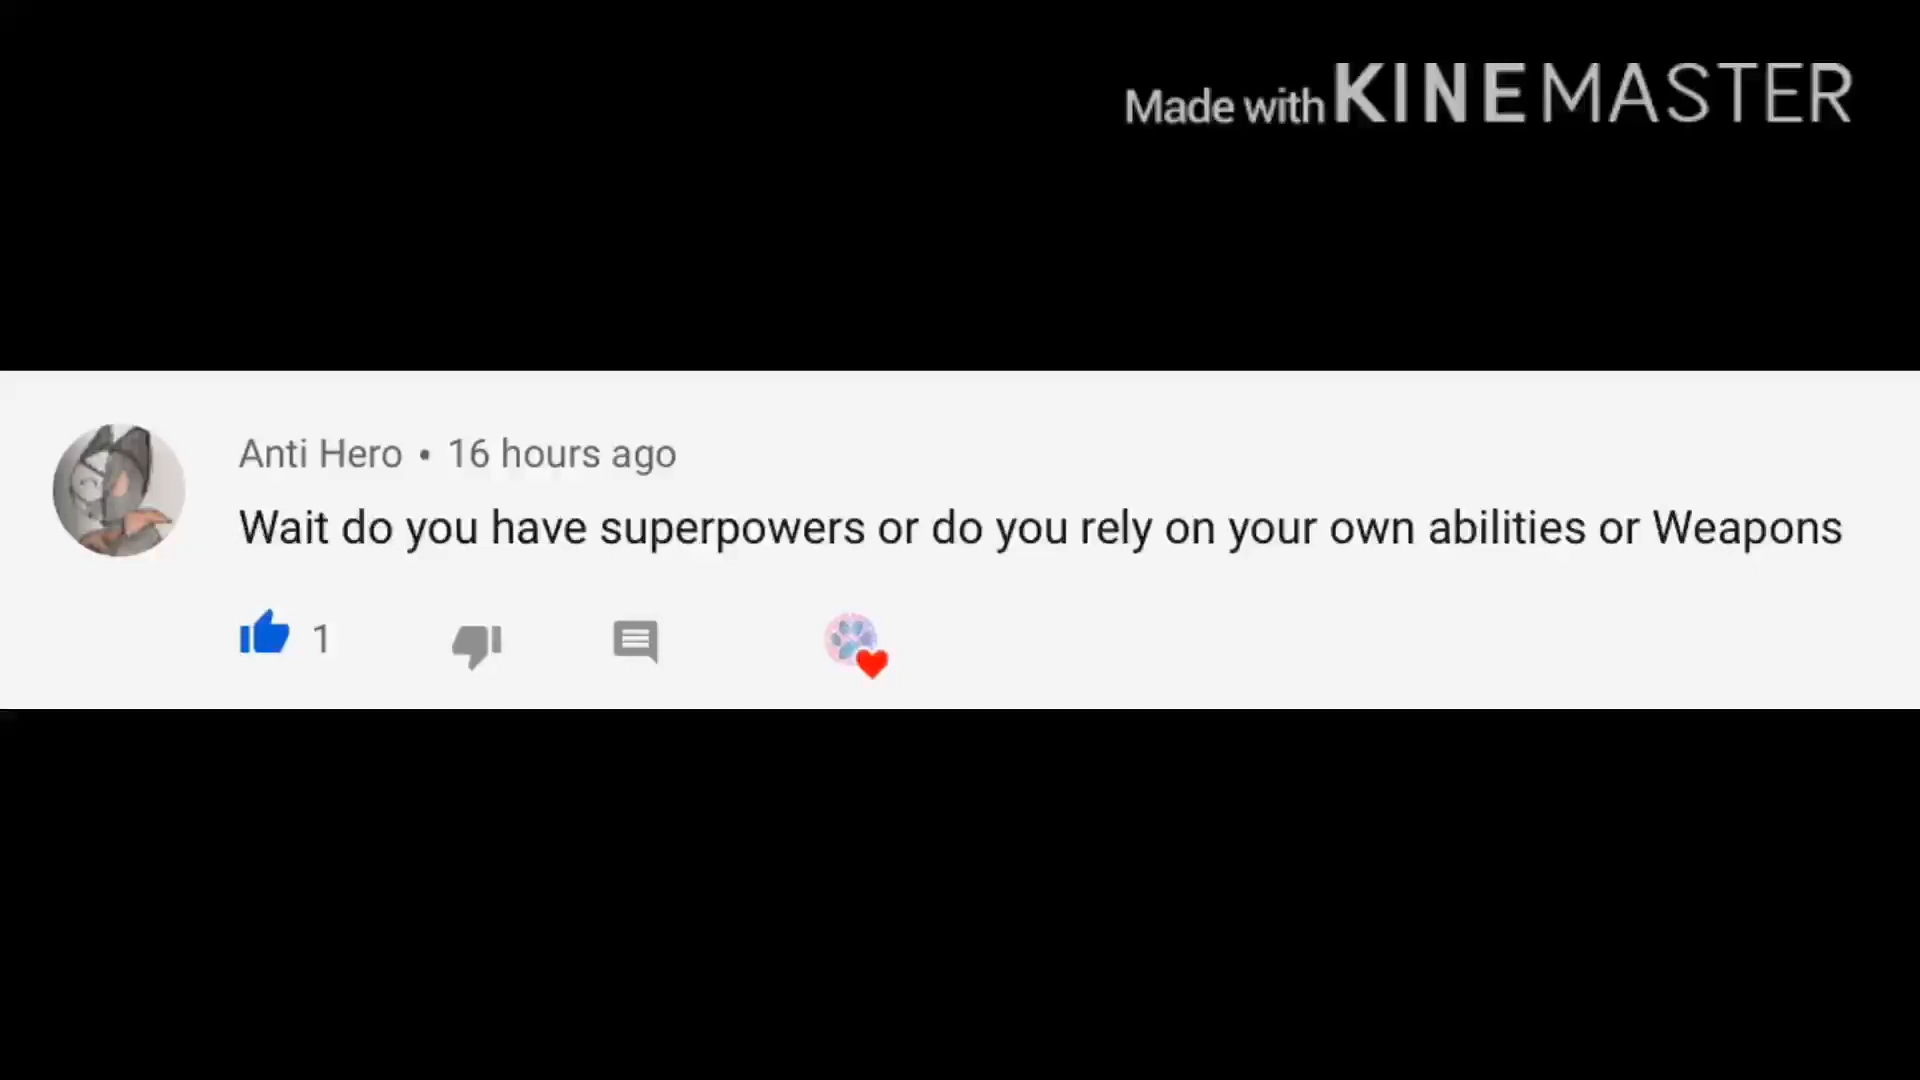 Made with KINEMASTER
Anti Hero • 16 hours ago
Wait do you have superpowers or do you rely on your own abilities or Weapons
1